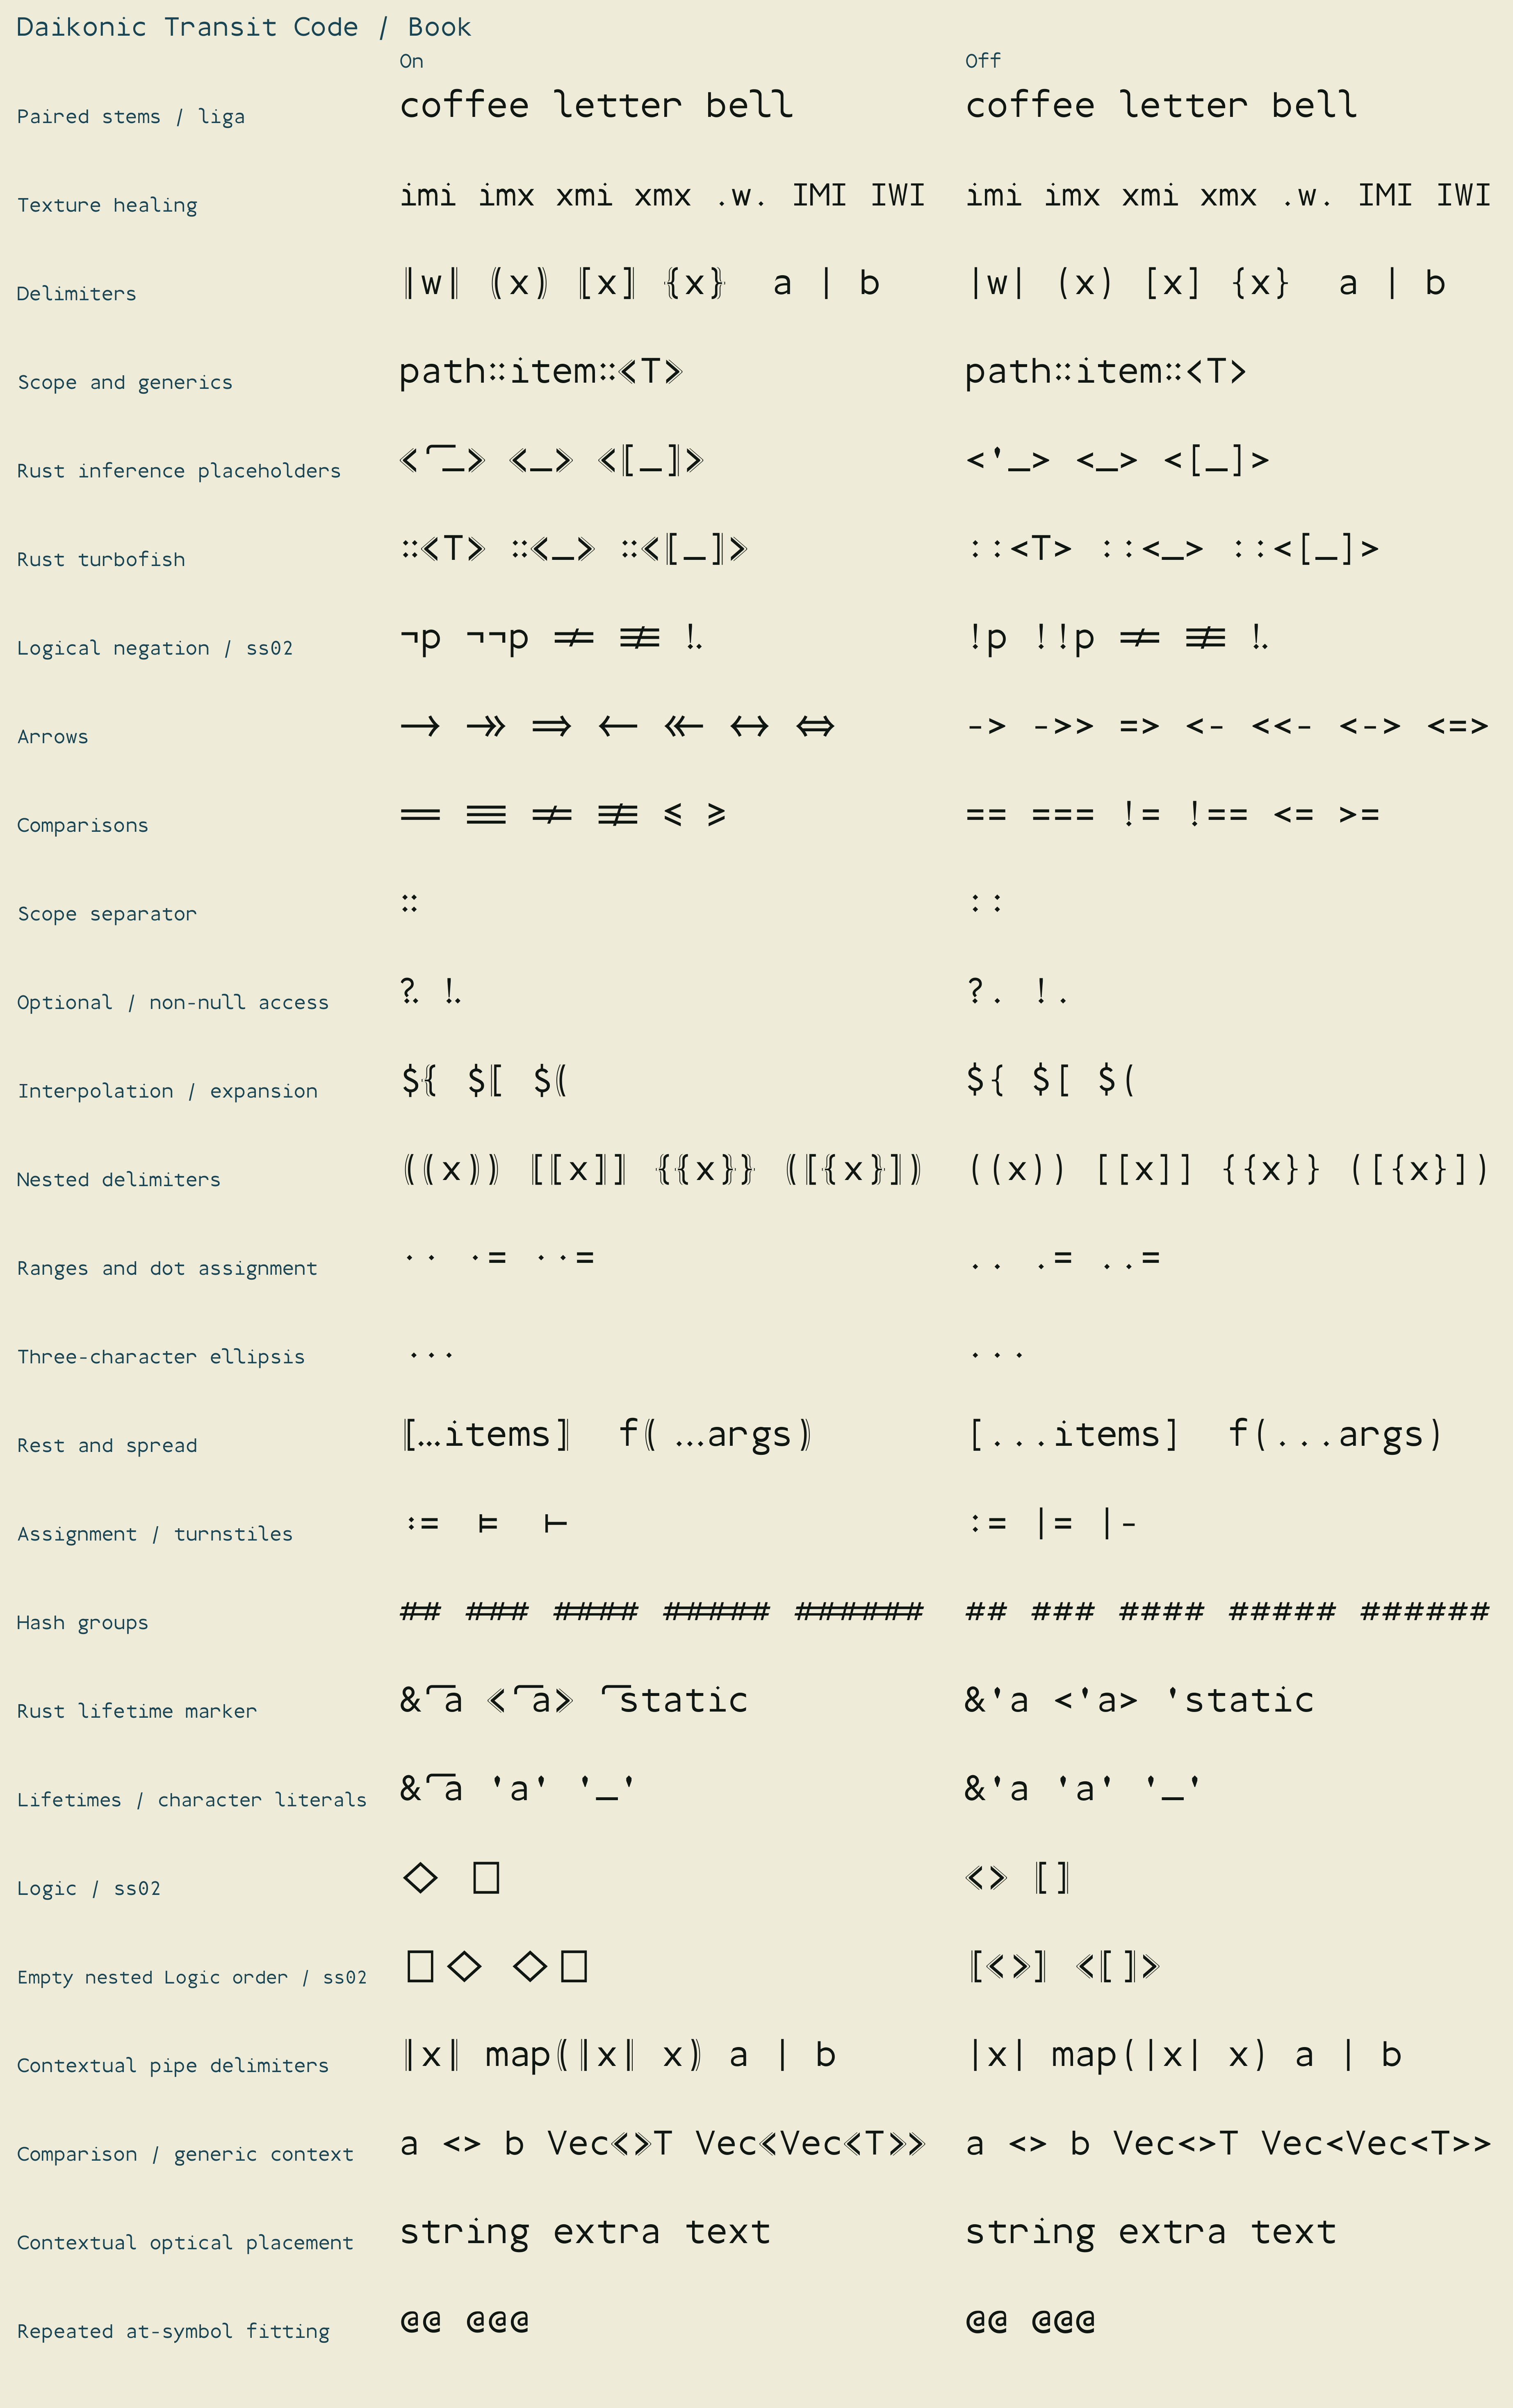 Daikonic Transit Code / Book
On Off
Paired stems / liga coffee letter bell coffee letter bell
Texture healing imi imx xmi xmx .w. IMI IWI imi imx xmi xmx .w. IMI IWI
Delimiters |w| (x) [x] {x} a | b |w| (x) [x] {x} a | b
Scope and generics path::item::<T> path::item::<T>
Rust inference placeholders <'_> <_> <[_]> <'_> <_> <[_]>
Rust turbofish ::<T> ::<_> ::<[_]> ::<T> ::<_> ::<[_]>
Logical negation / ss02 ¬p ¬¬p ≠ ≢ !. !p !!p ≠ ≢ !.
Arrows → ↠ ⇒ ← ↞ ↔ ⇔ -> ->> => <- <<- <-> <=>
Comparisons == ≡ ≠ ≢ ⩽ ⩾ == === != !== <= >=
Scope separator :: ::
Optional / non-null access ?. !. ?. !.
Interpolation / expansion ${ $[ $( ${ $[ $(
Nested delimiters ((x)) [[x]] {{x}} ([{x}]) ((x)) [[x]] {{x}} ([{x}])
Ranges and dot assignment ·· ·= ··= .. .= ..=
Three-character ellipsis ... ...
Rest and spread […items] f( …args) [...items] f(...args)
Assignment / turnstiles := ⊨ ⊢ := |= |-
Hash groups ## ### #### ##### ###### ## ### #### ##### ######
Rust lifetime marker &'a <'a> 'static &'a <'a> 'static
Lifetimes / character literals &'a 'a' '_' &'a 'a' '_'
Logic / ss02 ◇ □ <> []
Empty nested Logic order / ss02 □◇ ◇□ [<>] <[]>
Contextual pipe delimiters |x| map(|x| x) a | b |x| map(|x| x) a | b
Comparison / generic context a <> b Vec<>T Vec<Vec<T>> a <> b Vec<>T Vec<Vec<T>>
Contextual optical placement string extra text string extra text
Repeated at-symbol fitting @@ @@@ @@ @@@